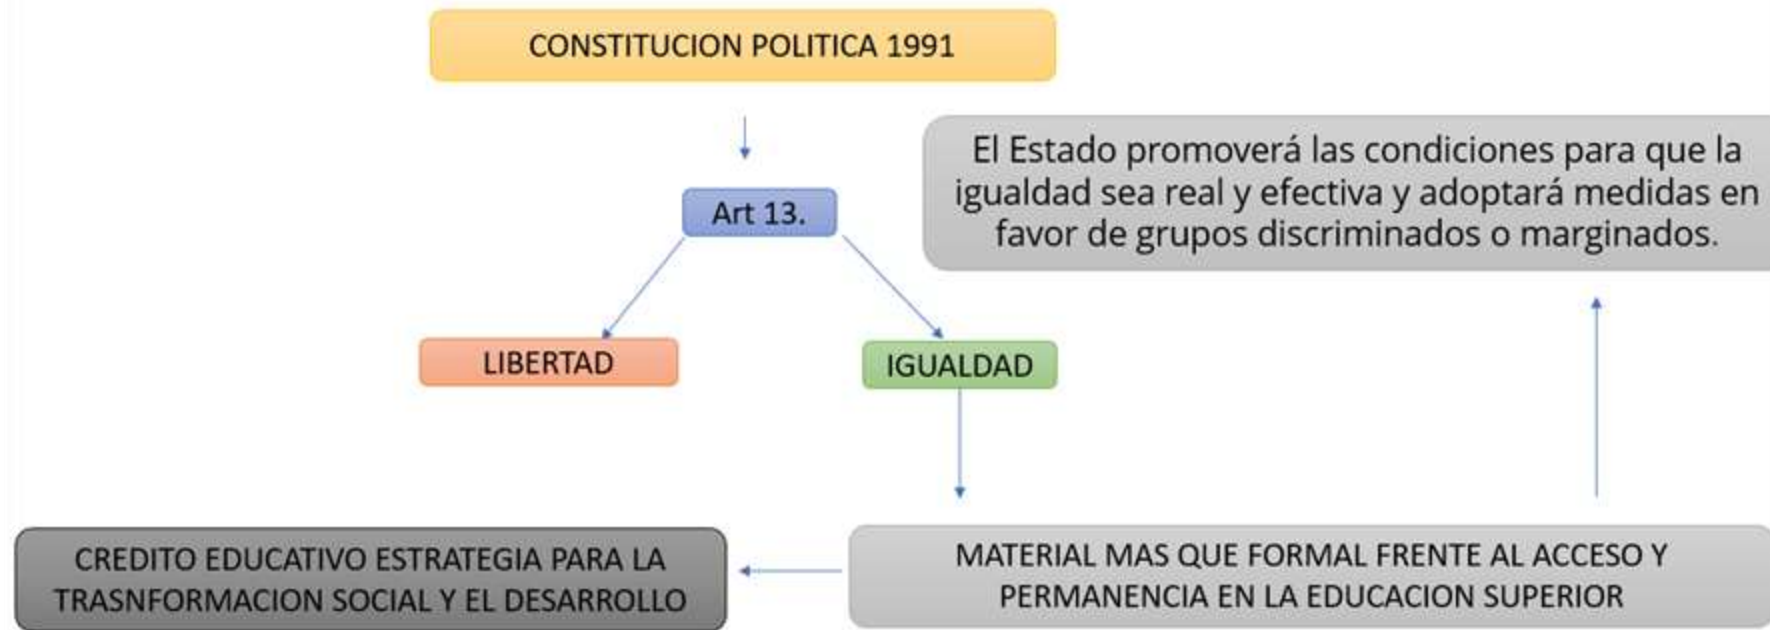 CONSTITUCION POLITICA 1991
El Estado promoverá las condiciones para que la
igualdad sea real y efectiva y adoptará medidas en
favor de grupos discriminados o marginados.
Art 13.
LIBERTAD
IGUALDAD
CREDITO EDUCATIVO ESTRATEGIA PARA LA
TRASNFORMACION SOCIAL Y EL DESARROLLO
MATERIAL MAS QUE FORMAL FRENTE AL ACCESO Y
PERMANENCIA EN LA EDUCACION SUPERIOR